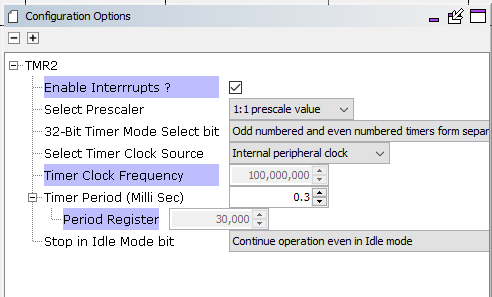 Configuration Options
TMR2
Enable Interrrupts ?
Select Prescaler 1:1 prescale value
32-Bit Timer Mode Select bit Odd numbered and even numbered timers form separ
Select Timer Clock Source Internal peripheral clock
Timer Clock Frequency 100,000,000
Timer Period (Milli Sec) 0.3
Period Register 30,000
Stop in Idle Mode bit Continue operation even in Idle mode